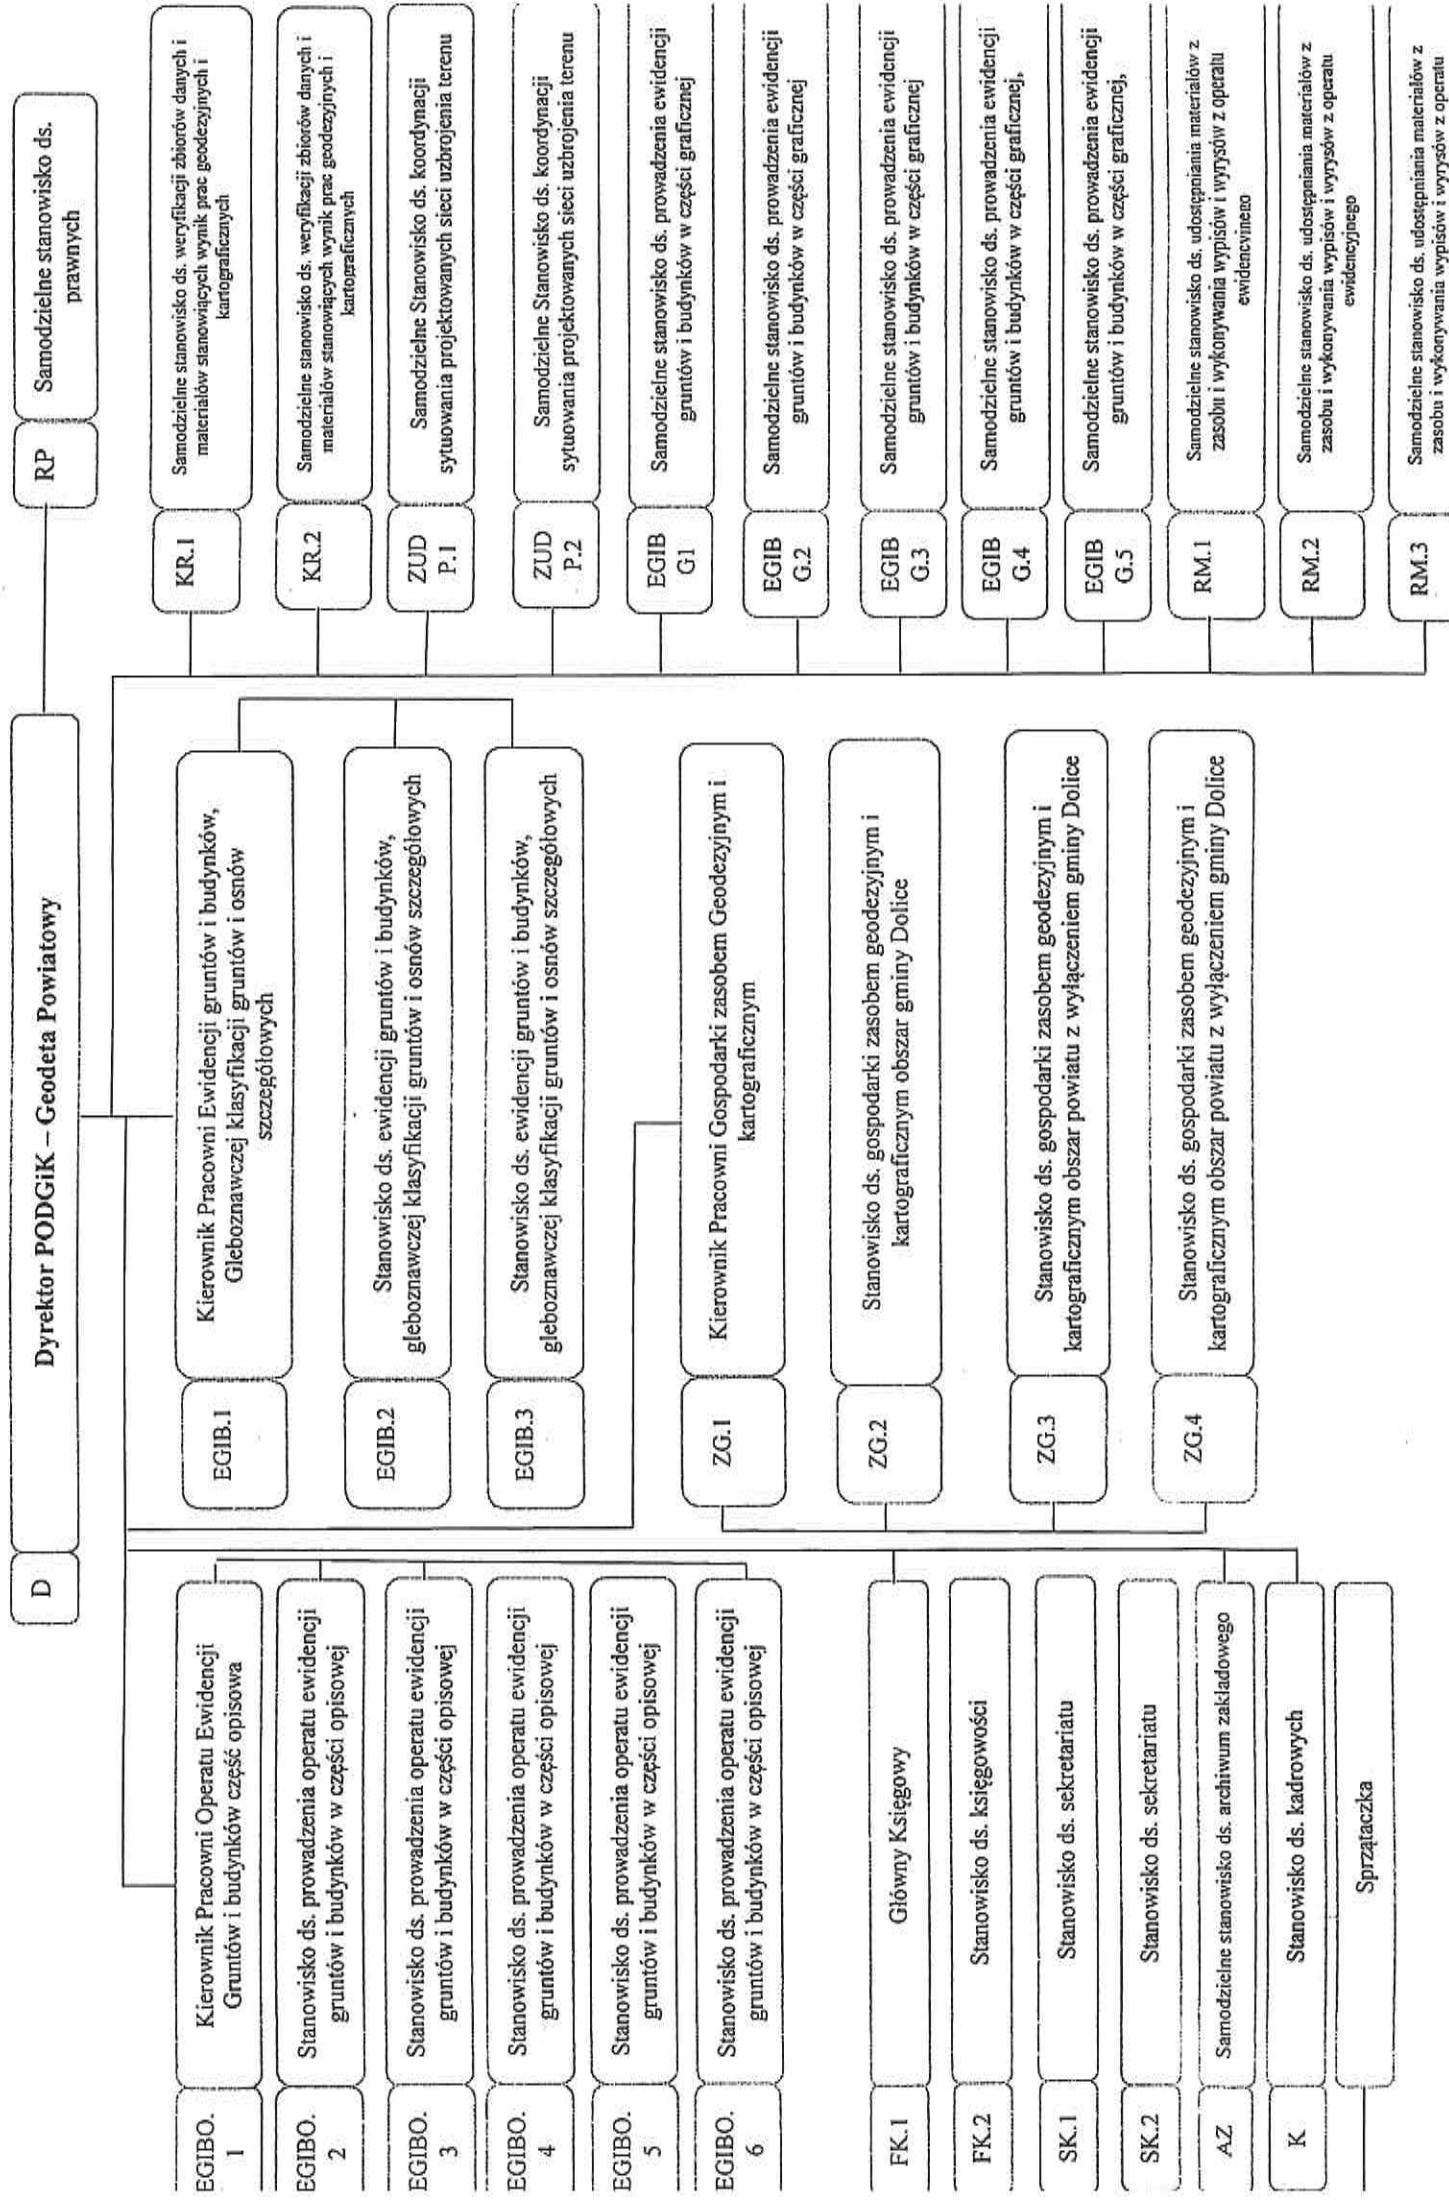 D
Dyrektor PODGiK – Geodeta Powiatowy
RP
Samodzielne stanowisko ds.
prawnych
EGIBO.
1
Kierownik Pracowni Operatu Ewidencji
Gruntów i budynków część opisowa
EGIBO.
2
Stanowisko ds. prowadzenia operatu ewidencji
gruntów i budynków w części opisowej
EGIBO.
3
Stanowisko ds. prowadzenia operatu ewidencji
gruntów i budynków w części opisowej
EGIBO.
4
Stanowisko ds. prowadzenia operatu ewidencji
gruntów i budynków w części opisowej
EGIBO.
5
Stanowisko ds. prowadzenia operatu ewidencji
gruntów i budynków w części opisowej
EGIBO.
6
Stanowisko ds. prowadzenia operatu ewidencji
gruntów i budynków w części opisowej
FK.1
Główny Księgowy
FK.2
Stanowisko ds. księgowości
SK.1
Stanowisko ds. sekretariatu
SK.2
Stanowisko ds. sekretariatu
AZ
Samodzielne stanowisko ds. archiwum zakładowego
K
Stanowisko ds. kadrowych
Sprzątaczka
EGIB.1
Kierownik Pracowni Ewidencji gruntów i budynków,
Gleboznawczej klasyfikacji gruntów i osnów
szczegółowych
EGIB.2
Stanowisko ds. ewidencji gruntów i budynków,
gleboznawczej klasyfikacji gruntów i osnów szczegółowych
EGIB.3
Stanowisko ds. ewidencji gruntów i budynków,
gleboznawczej klasyfikacji gruntów i osnów szczegółowych
ZG.1
Kierownik Pracowni Gospodarki zasobem Geodezyjnym i
kartograficznym
ZG.2
Stanowisko ds. gospodarki zasobem geodezyjnym i
kartograficznym obszar gminy Dolice
ZG.3
Stanowisko ds. gospodarki zasobem geodezyjnym i
kartograficznym obszar powiatu z wyłączeniem gminy Dolice
ZG.4
Stanowisko ds. gospodarki zasobem geodezyjnym i
kartograficznym obszar powiatu z wyłączeniem gminy Dolice
KR.1
Samodzielne stanowisko ds. weryfikacji zbiorów danych i
materiałów stanowiących wynik prac geodezyjnych i
kartograficznych
KR.2
Samodzielne stanowisko ds. weryfikacji zbiorów danych i
materiałów stanowiących wynik prac geodezyjnych i
kartograficznych
ZUD
P.1
Samodzielne Stanowisko ds. koordynacji
sytuowania projektowanych sieci uzbrojenia terenu
ZUD
P.2
Samodzielne Stanowisko ds. koordynacji
sytuowania projektowanych sieci uzbrojenia terenu
EGIB
G1
Samodzielne stanowisko ds. prowadzenia ewidencji
gruntów i budynków w części graficznej
EGIB
G.2
Samodzielne stanowisko ds. prowadzenia ewidencji
gruntów i budynków w części graficznej
EGIB
G.3
Samodzielne stanowisko ds. prowadzenia ewidencji
gruntów i budynków w części graficznej
EGIB
G.4
Samodzielne stanowisko ds. prowadzenia ewidencji
gruntów i budynków w części graficznej,
EGIB
G.5
Samodzielne stanowisko ds. prowadzenia ewidencji
gruntów i budynków w części graficznej,
RM.1
Samodzielne stanowisko ds. udostępniania materiałów z
zasobu i wykonywania wypisów i wyrysów z operatu
ewidencyjnego
RM.2
Samodzielne stanowisko ds. udostępniania materiałów z
zasobu i wykonywania wypisów i wyrysów z operatu
ewidencyjnego
RM.3
Samodzielne stanowisko ds. udostępniania materiałów z
zasobu i wykonywania wypisów i wyrysów z operatu